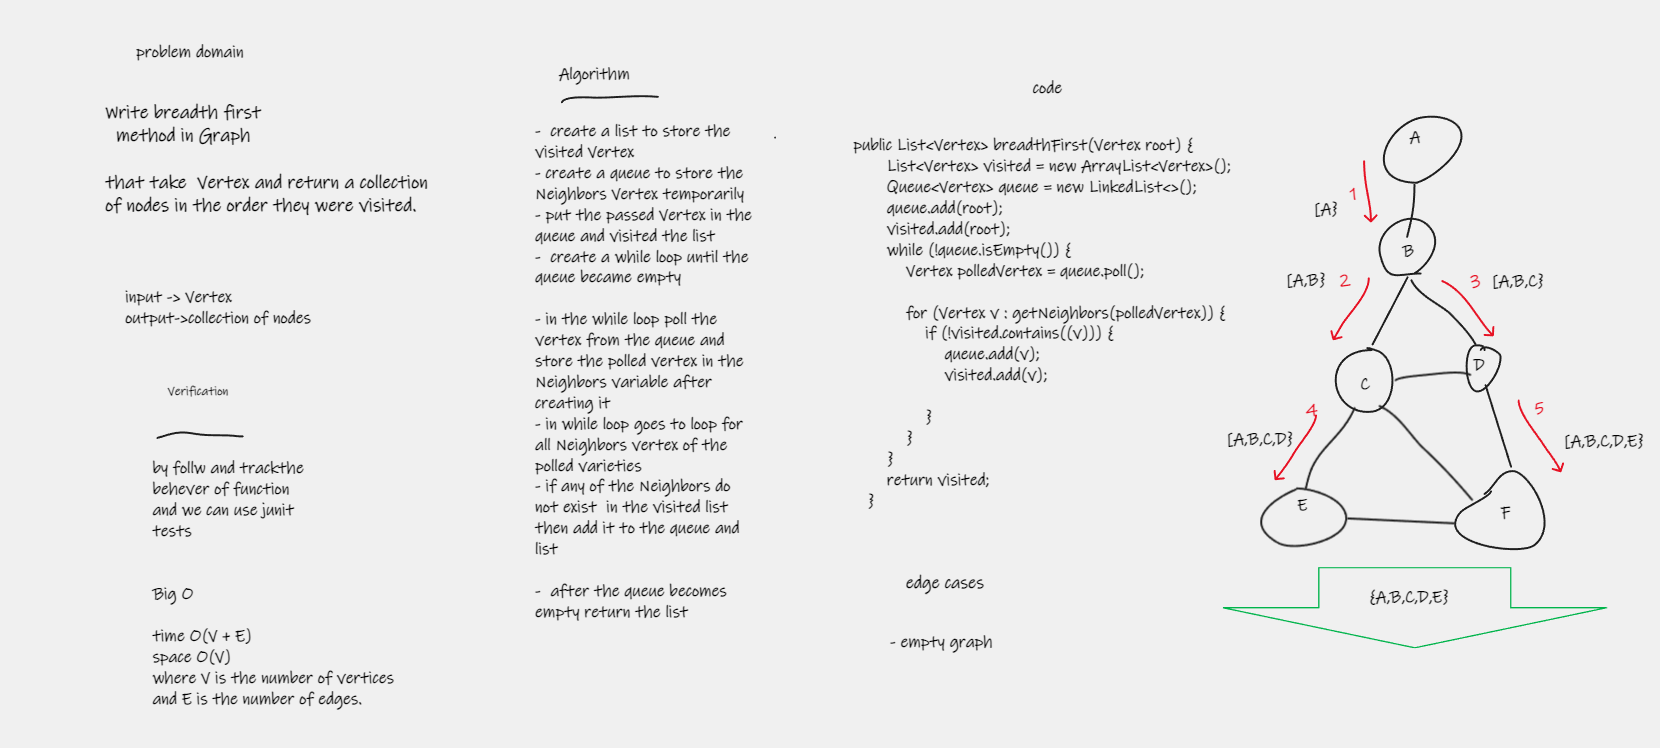 problem domain
Write breadth first
method in Graph
that take Vertex and return a collection
of nodes in the order they were visited.
input -> Vertex
output->collection of nodes
Verification
by follw and trackthe
behever of function
and we can use junit
tests
Big O
time O(V + E)
space O(V)
where V is the number of vertices
and E is the number of edges.
Algorithm
- create a list to store the
visited Vertex
- create a queue to store the
Neighbors Vertex temporarily
- put the passed Vertex in the
queue and visited the list
- create a while loop until the
queue became empty
- in the while loop poll the
vertex from the queue and
store the polled vertex in the
Neighbors variable after
creating it
- in while loop goes to loop for
all Neighbors vertex of the
polled varieties
- if any of the Neighbors do
not exist in the visited list
then add it to the queue and
list
- after the queue becomes
empty return the list
code
public List<Vertex> breadthFirst(Vertex root) {
List<Vertex> visited = new ArrayList<Vertex>();
Queue<Vertex> queue = new LinkedList<>();
queue.add(root);
visited.add(root);
while (!queue.isEmpty()) {
Vertex polledVertex = queue.poll();
for (Vertex v : getNeighbors(polledVertex)) {
if (!visited.contains((v))) {
queue.add(v);
visited.add(v);
}
}
}
return visited;
}
edge cases
- empty graph
A
1
[A}
B
[A,B} 2
3 [A,B,C}
C
D
4
[A,B,C,D}
5
[A,B,C,D,E}
E
F
{A,B,C,D,E}